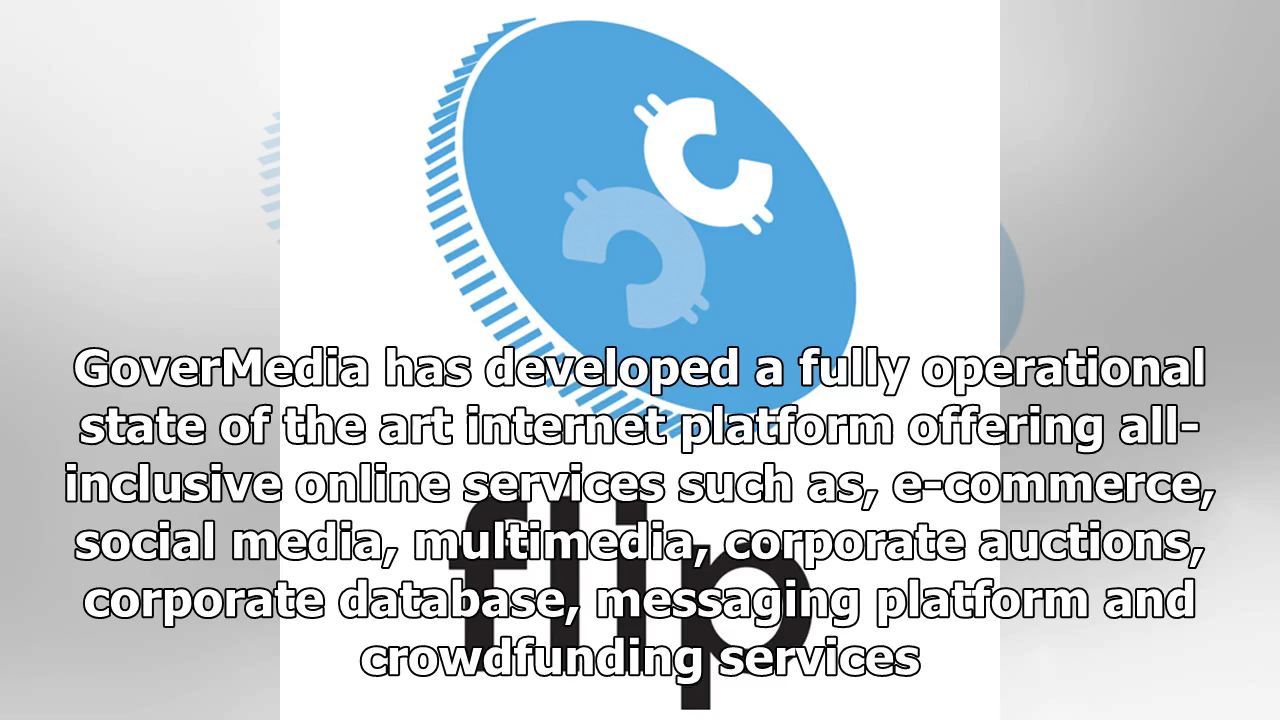 GoverMedia has developed a fully operational
state of the art internet platform offering all-
inclusive online services such as, e-commerce,
social media, multimedia, corporate auctions,
corporate database, messaging platform and
crowdfunding services
flip